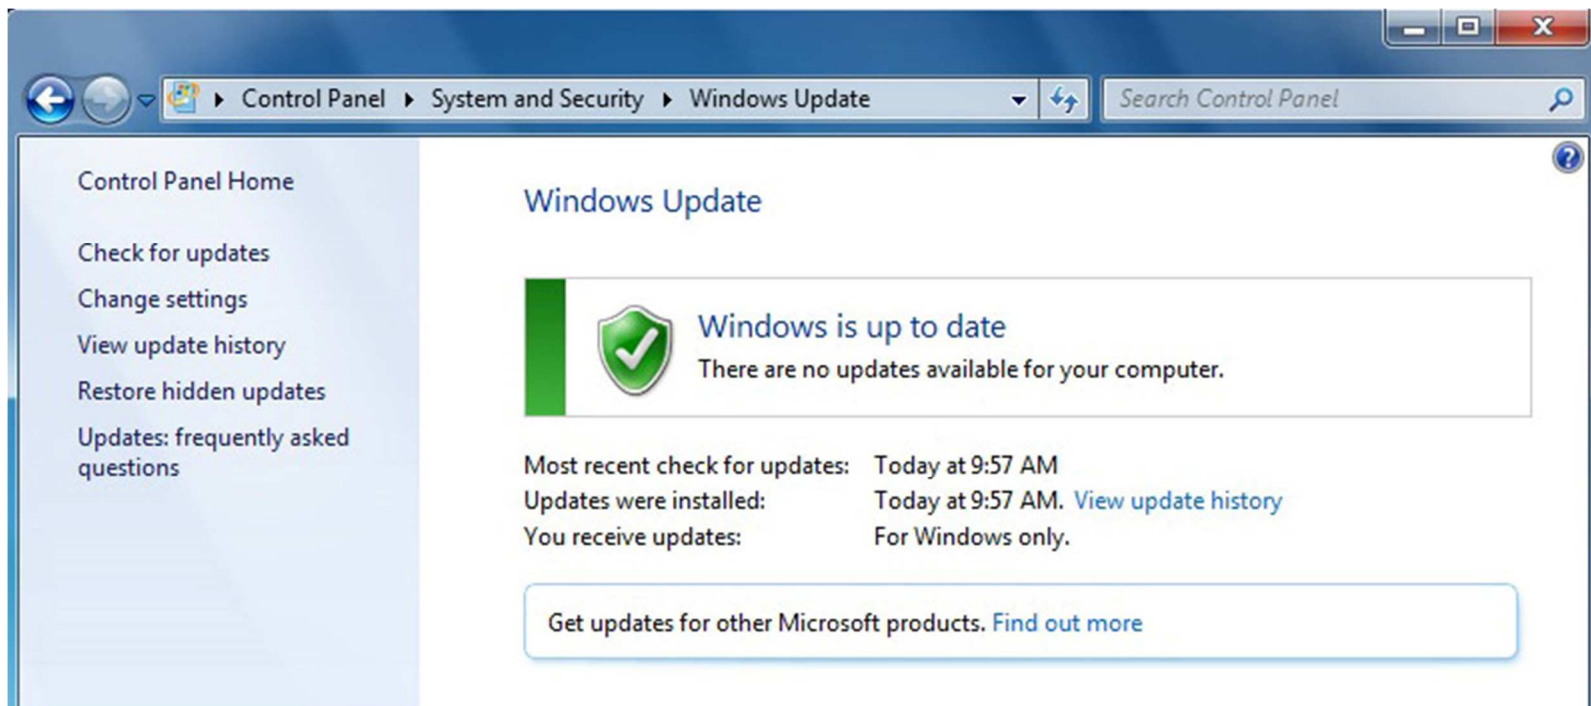 Control Panel ▸ System and Security ▸ Windows Update
Search Control Panel
Control Panel Home
Check for updates
Change settings
View update history
Restore hidden updates
Updates: frequently asked
questions
Windows Update
Windows is up to date
There are no updates available for your computer.
Most recent check for updates: Today at 9:57 AM
Updates were installed: Today at 9:57 AM. View update history
You receive updates: For Windows only.
Get updates for other Microsoft products. Find out more